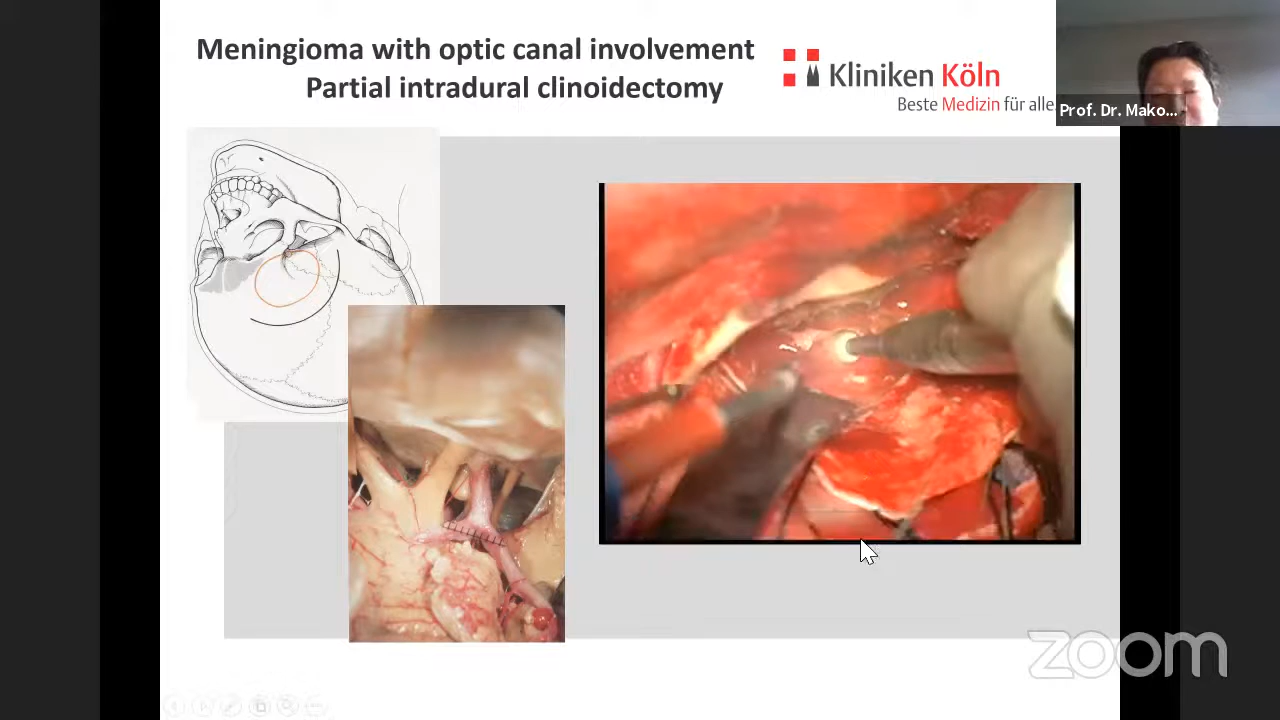 Meningioma with optic canal involvement
Partial intradural clinoidectomy
Kliniken Köln
Beste Medizin für alle
Prof. Dr. Mako...
zoom